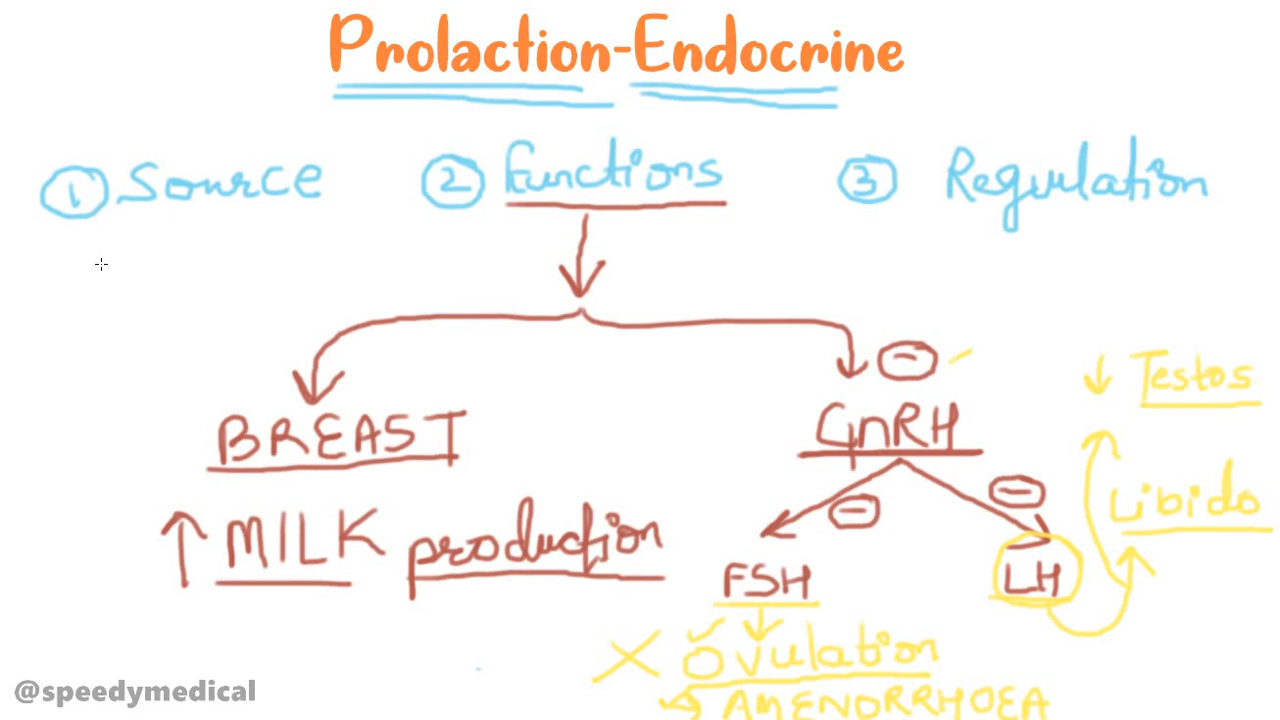 Prolaction-Endocrine
① Source ② Functions ③ Regulation
⊖
↓ Testos
BREAST
GnRH
Libido
↑ MILK production
⊖ ⊖
FSH
LH
X Ovulation
AMENORRHOEA
@speedymedical